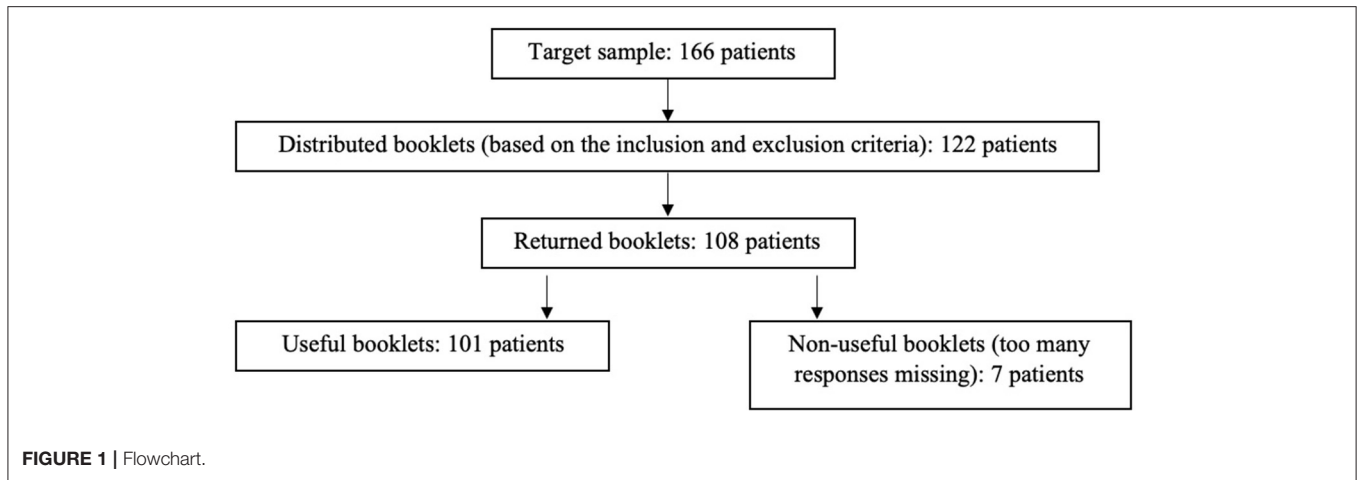 Target sample: 166 patients
Distributed booklets (based on the inclusion and exclusion criteria): 122 patients
Returned booklets: 108 patients
Useful booklets: 101 patients
Non-useful booklets (too many
responses missing): 7 patients
FIGURE 1 | Flowchart.